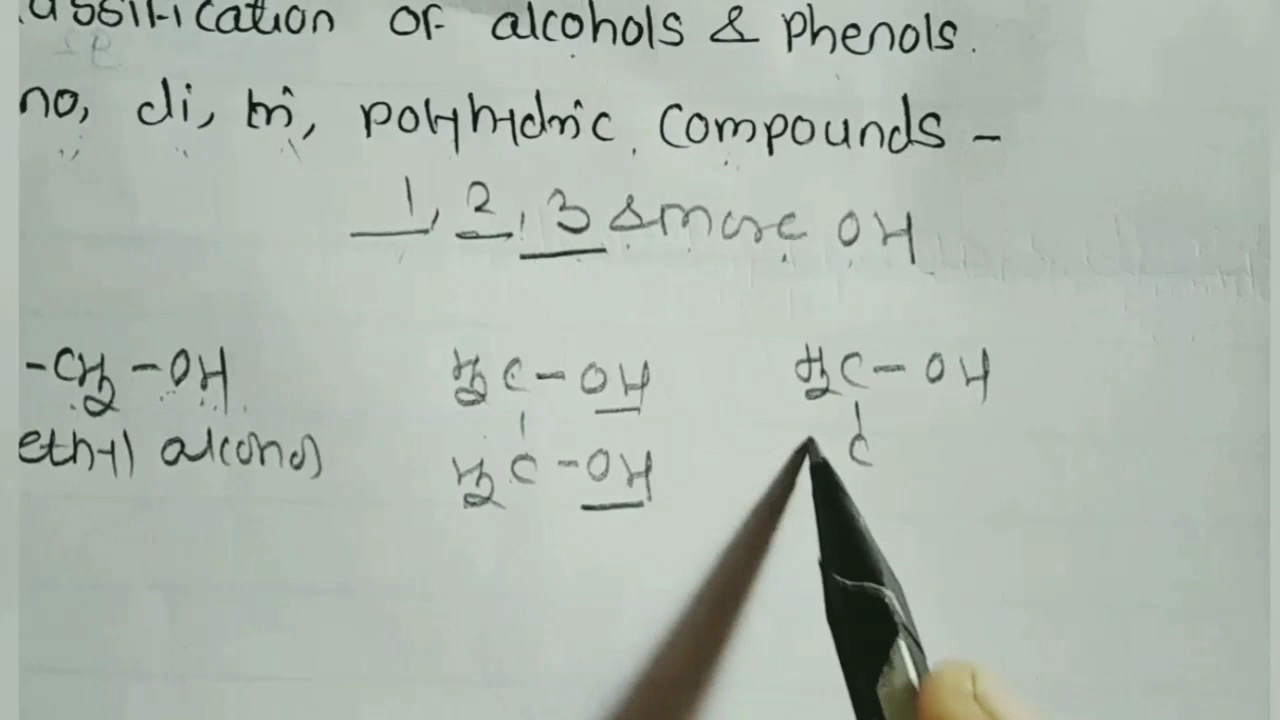 assification of alcohols & Phenols.
no, di, tri, polyhydric compounds -
1, 2, 3 & more OH
-CH2-OH H2C-OH H2C-OH
ethyl alcohol H2C-OH C